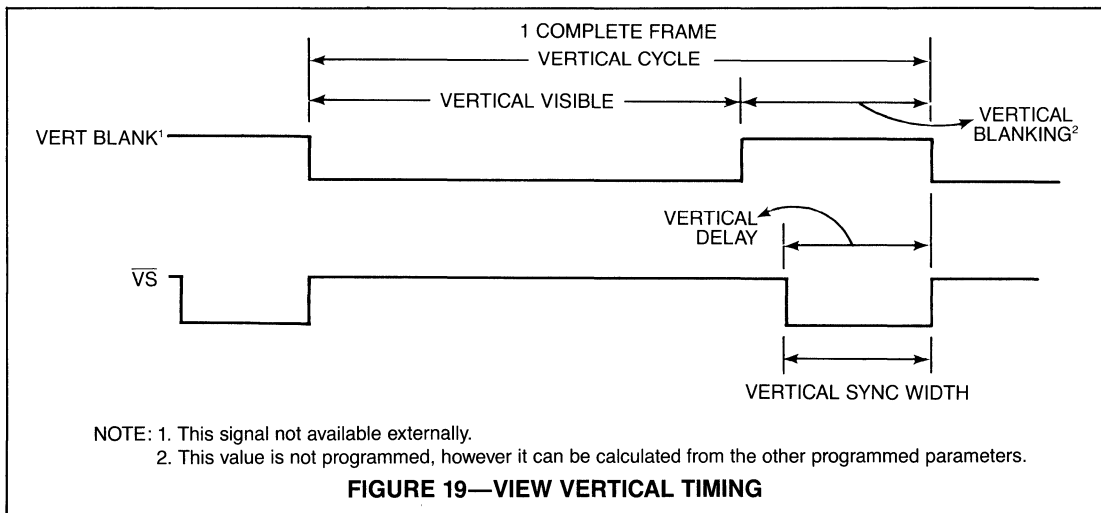 1 COMPLETE FRAME
VERTICAL CYCLE
VERTICAL VISIBLE
VERTICAL
BLANKING²
VERT BLANK¹
VERTICAL
DELAY
V̅S̅
VERTICAL SYNC WIDTH
NOTE: 1. This signal not available externally.
2. This value is not programmed, however it can be calculated from the other programmed parameters.
FIGURE 19—VIEW VERTICAL TIMING